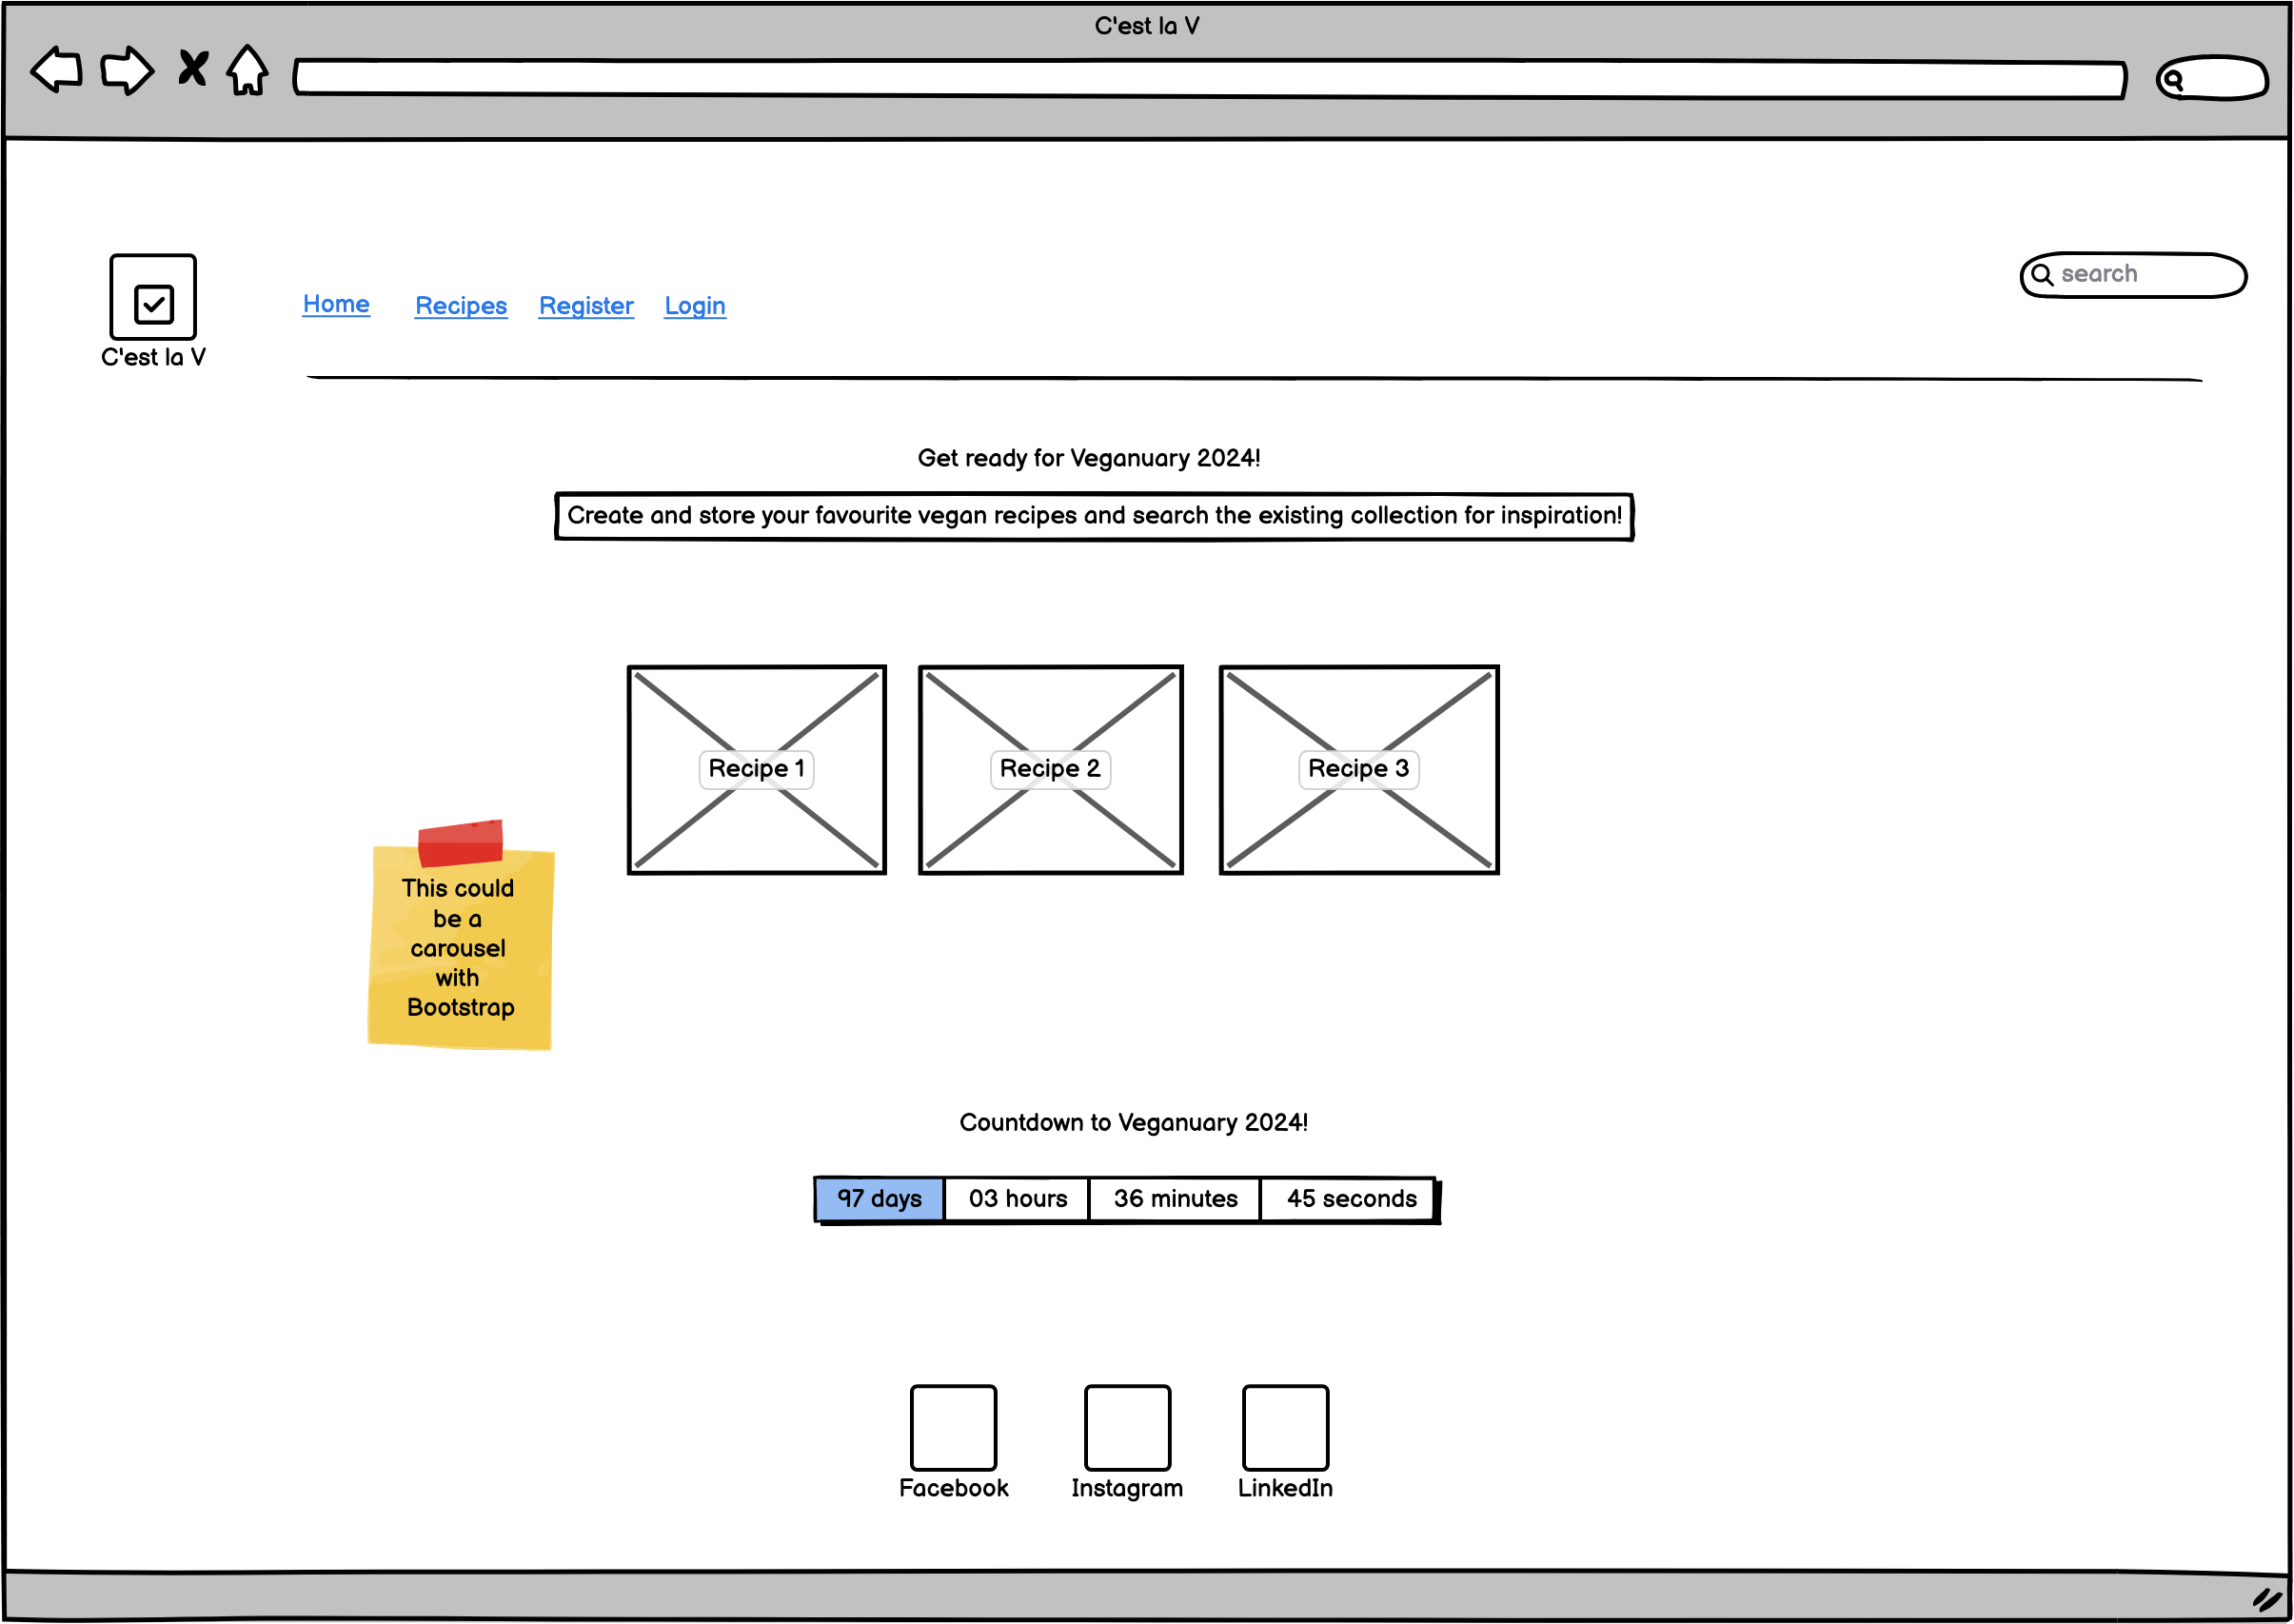 C'est la V
search
Home Recipes Register Login
C'est la V
Get ready for Veganuary 2024!
Create and store your favourite vegan recipes and search the existing collection for inspiration!
Recipe 1 Recipe 2 Recipe 3
This could
be a
carousel
with
Bootstrap
Countdown to Veganuary 2024!
97 days 03 hours 36 minutes 45 seconds
Facebook Instagram LinkedIn